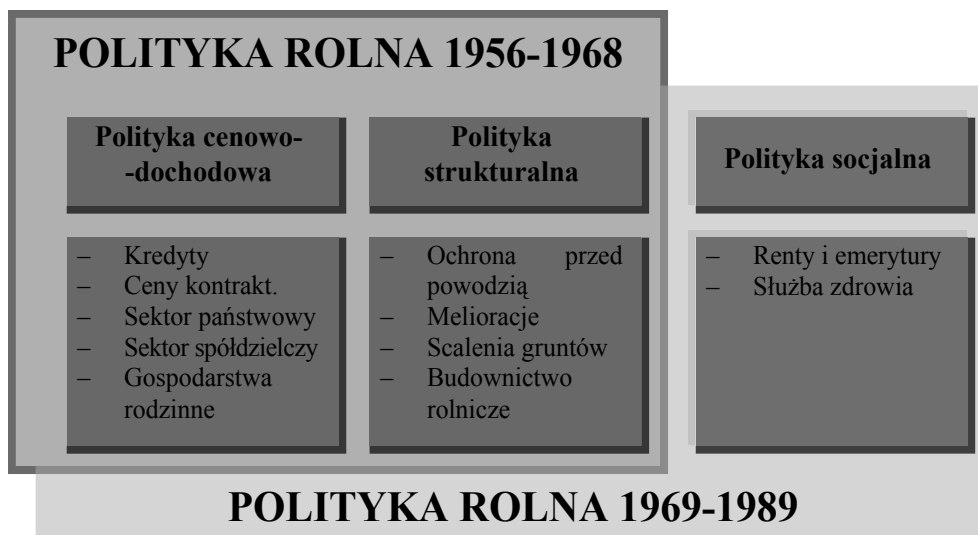 POLITYKA ROLNA 1956-1968
Polityka cenowo-
-dochodowa
– Kredyty
– Ceny kontrakt.
– Sektor państwowy
– Sektor spółdzielczy
– Gospodarstwa
rodzinne
Polityka
strukturalna
– Ochrona przed
powodzią
– Melioracje
– Scalenia gruntów
– Budownictwo
rolnicze
Polityka socjalna
– Renty i emerytury
– Służba zdrowia
POLITYKA ROLNA 1969-1989